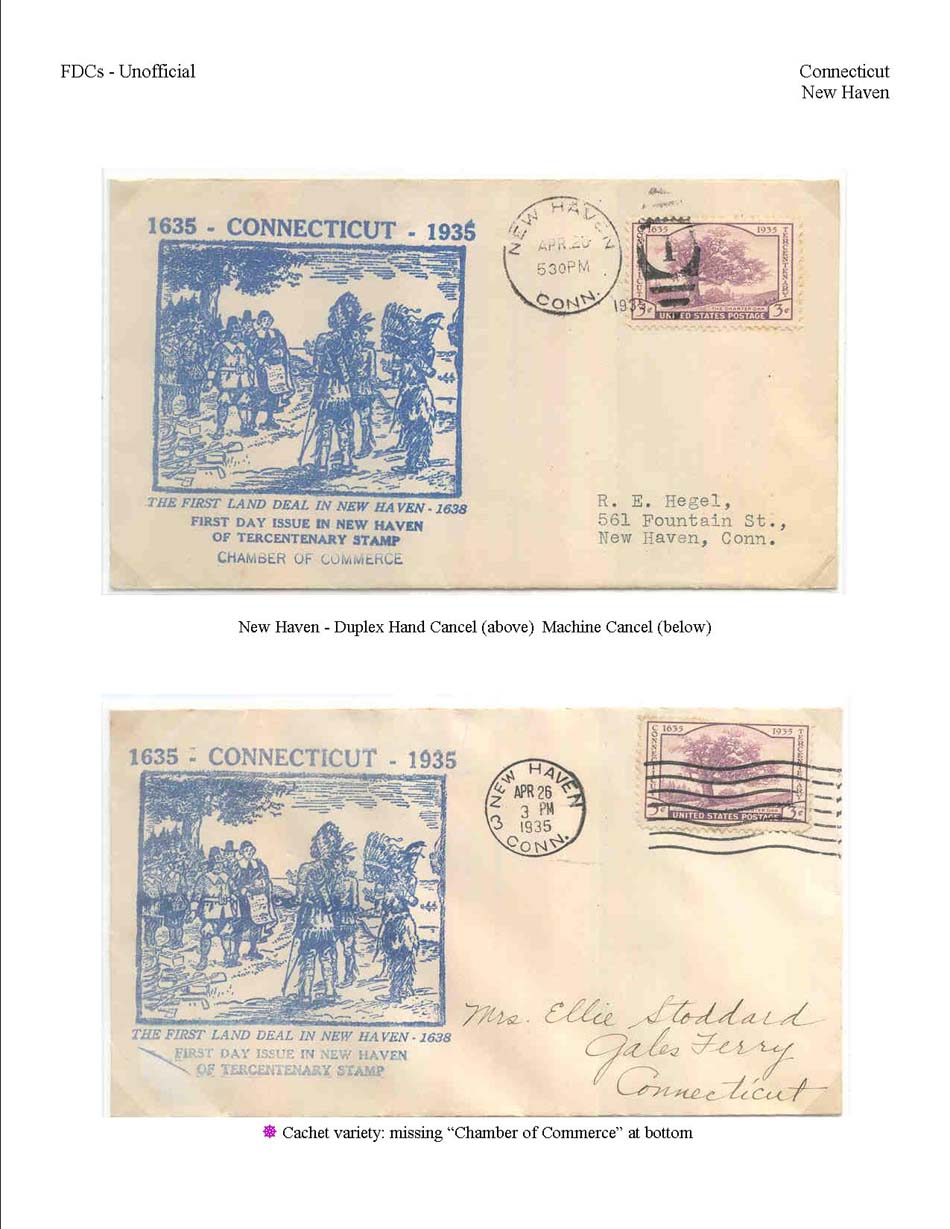 FDCs - Unofficial
Connecticut
New Haven
1635 - CONNECTICUT - 1935
THE FIRST LAND DEAL IN NEW HAVEN - 1638
FIRST DAY ISSUE IN NEW HAVEN
OF TERCENTENARY STAMP
CHAMBER OF COMMERCE
NEW HAVEN
APR 26
530PM
CONN.
1935
1635 1935
CONNECTICUT
TERCENTENARY
THE CHARTER OAK
3¢ 3¢
UNITED STATES POSTAGE
R. E. Hegel,
561 Fountain St.,
New Haven, Conn.
New Haven - Duplex Hand Cancel (above) Machine Cancel (below)
1635 - CONNECTICUT - 1935
THE FIRST LAND DEAL IN NEW HAVEN - 1638
FIRST DAY ISSUE IN NEW HAVEN
OF TERCENTENARY STAMP
NEW HAVEN
APR 26
3 PM
1935
3
CONN.
1635 1935
CONNECTICUT
TERCENTENARY
CHARTER OAK
3¢ 3¢
UNITED STATES POSTAGE
Mrs. Ellie Stoddard
Gales Ferry
Connecticut
Cachet variety: missing “Chamber of Commerce” at bottom